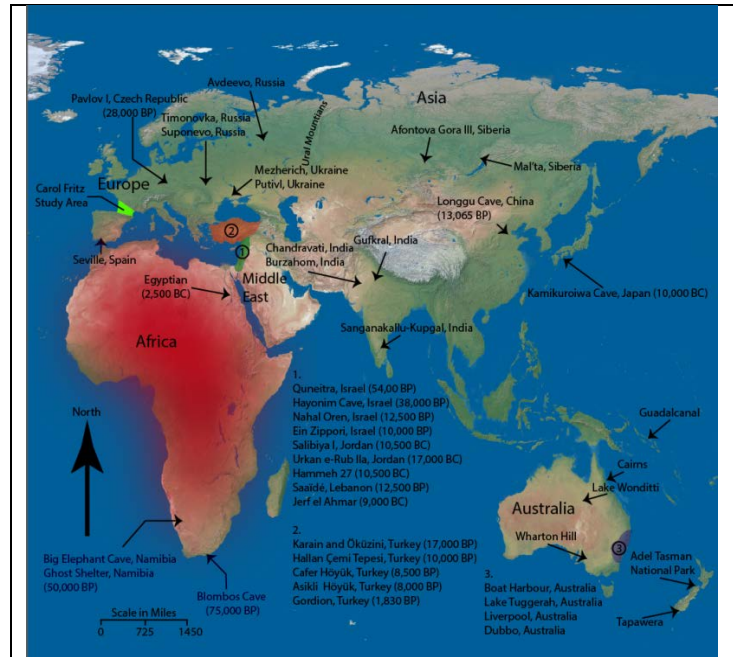 Avdeevo, Russia
Asia
Pavlov I, Czech Republic
(28,000 BP)
Timonovka, Russia
Suponevo, Russia
Ural Mountians
Afontova Gora III, Siberia
Mal'ta, Siberia
Mezherich, Ukraine
Putivl, Ukraine
Europe
Carol Fritz
Study Area
Longgu Cave, China
(13,065 BP)
2
1
Gufkral, India
Chandravati, India
Burzahom, India
Seville, Spain
Egyptian
(2,500 BC)
Middle
East
Kamikuroiwa Cave, Japan (10,000 BC)
Sanganakallu-Kupgal, India
Africa
1.
Quneitra, Israel (54,00 BP)
Hayonim Cave, Israel (38,000 BP)
Nahal Oren, Israel (12,500 BP)
Ein Zippori, Israel (10,000 BP)
Salibiya I, Jordan (10,500 BC)
Urkan e-Rub IIa, Jordan (17,000 BC)
Hammeh 27 (10,500 BC)
Saaïdé, Lebanon (12,500 BP)
Jerf el Ahmar (9,000 BC)
North
Guadalcanal
Cairns
Lake Wonditti
Australia
Wharton Hill
3
Adel Tasman
National Park
Tapawera
2.
Karain and Öküzini, Turkey (17,000 BP)
Hallan Çemi Tepesi, Turkey (10,000 BP)
Cafer Höyük, Turkey (8,500 BP)
Asikli Höyük, Turkey (8,000 BP)
Gordion, Turkey (1,830 BP)
3.
Boat Harbour, Australia
Lake Tuggerah, Australia
Liverpool, Australia
Dubbo, Australia
Big Elephant Cave, Namibia
Ghost Shelter, Namibia
(50,000 BP)
Blombos Cave
(75,000 BP)
Scale in Miles
0 725 1450